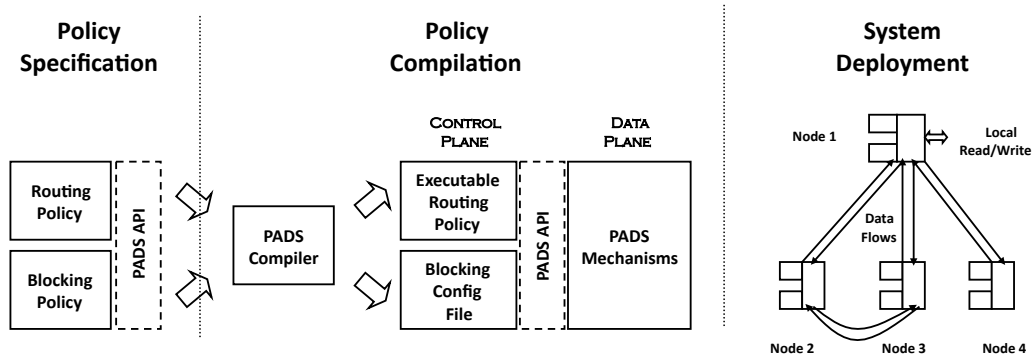 Policy
Specification
Policy
Compilation
System
Deployment
CONTROL
PLANE
DATA
PLANE
Routing
Policy
Blocking
Policy
PADS API
PADS
Compiler
Executable
Routing
Policy
Blocking
Config
File
PADS API
PADS
Mechanisms
Node 1
Local
Read/Write
Data
Flows
Node 2
Node 3
Node 4